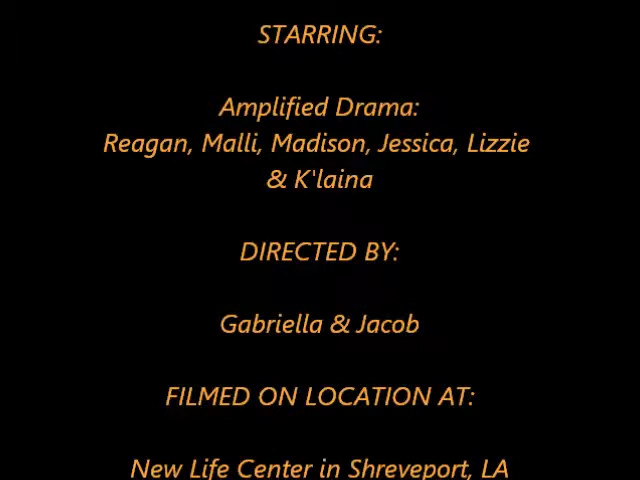 STARRING:
Amplified Drama:
Reagan, Malli, Madison, Jessica, Lizzie
& K'laina
DIRECTED BY:
Gabriella & Jacob
FILMED ON LOCATION AT:
New Life Center in Shreveport, LA